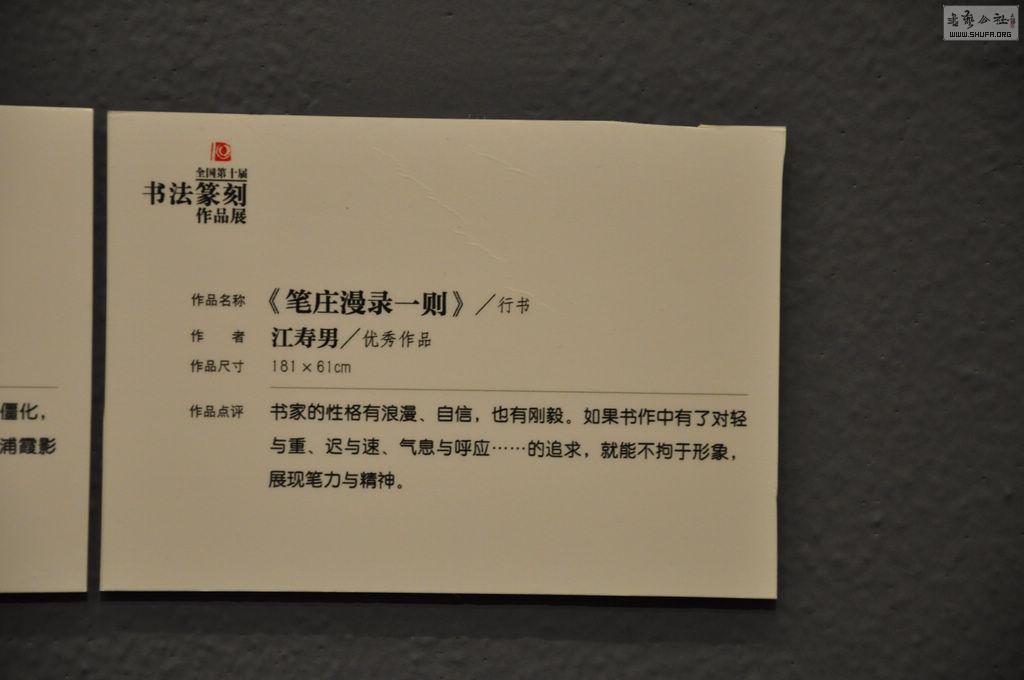 全国第十届
书法篆刻
作品展
作品名称 《笔庄漫录一则》／行书
作 者 江寿男／优秀作品
作品尺寸 181×61cm
作品点评 书家的性格有浪漫、自信，也有刚毅。如果书作中有了对轻
与重、迟与速、气息与呼应……的追求，就能不拘于形象，
展现笔力与精神。
僵化，
浦霞影
WWW.SHUFA.ORG